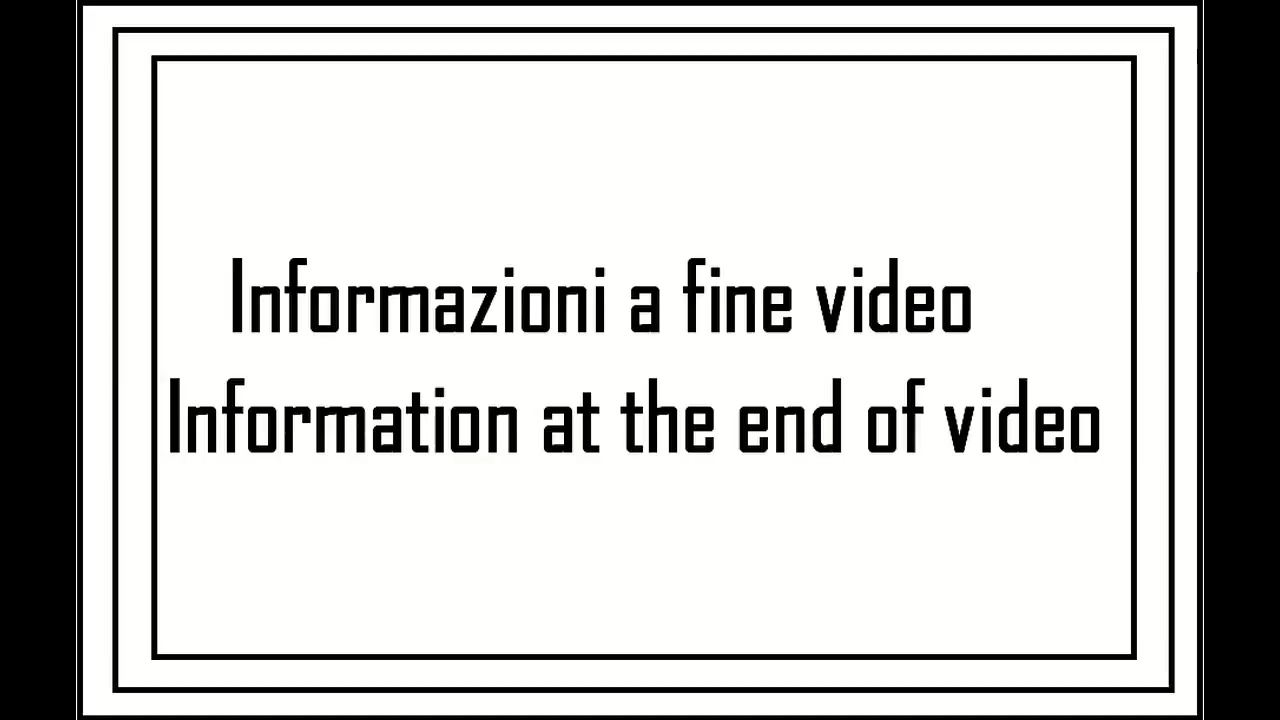 Informazioni a fine video
Information at the end of video